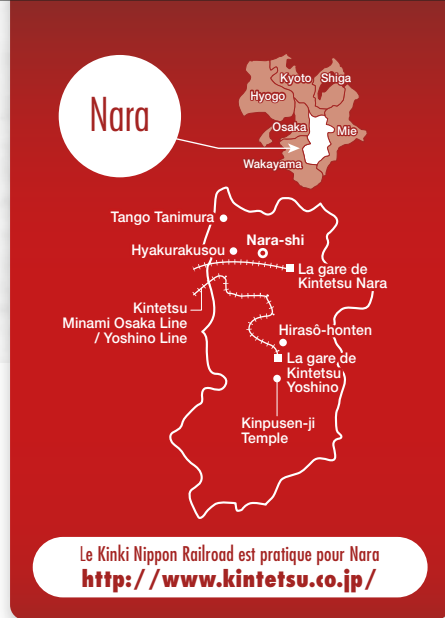 Nara
Kyoto
Shiga
Hyogo
Osaka
Mie
Wakayama
Tango Tanimura
Nara-shi
Hyakurakusou
La gare de
Kintetsu Nara
Kintetsu
Minami Osaka Line
/ Yoshino Line
Hirasô-honten
La gare de
Kintetsu
Yoshino
Kinpusen-ji
Temple
Le Kinki Nippon Railroad est pratique pour Nara
http://www.kintetsu.co.jp/